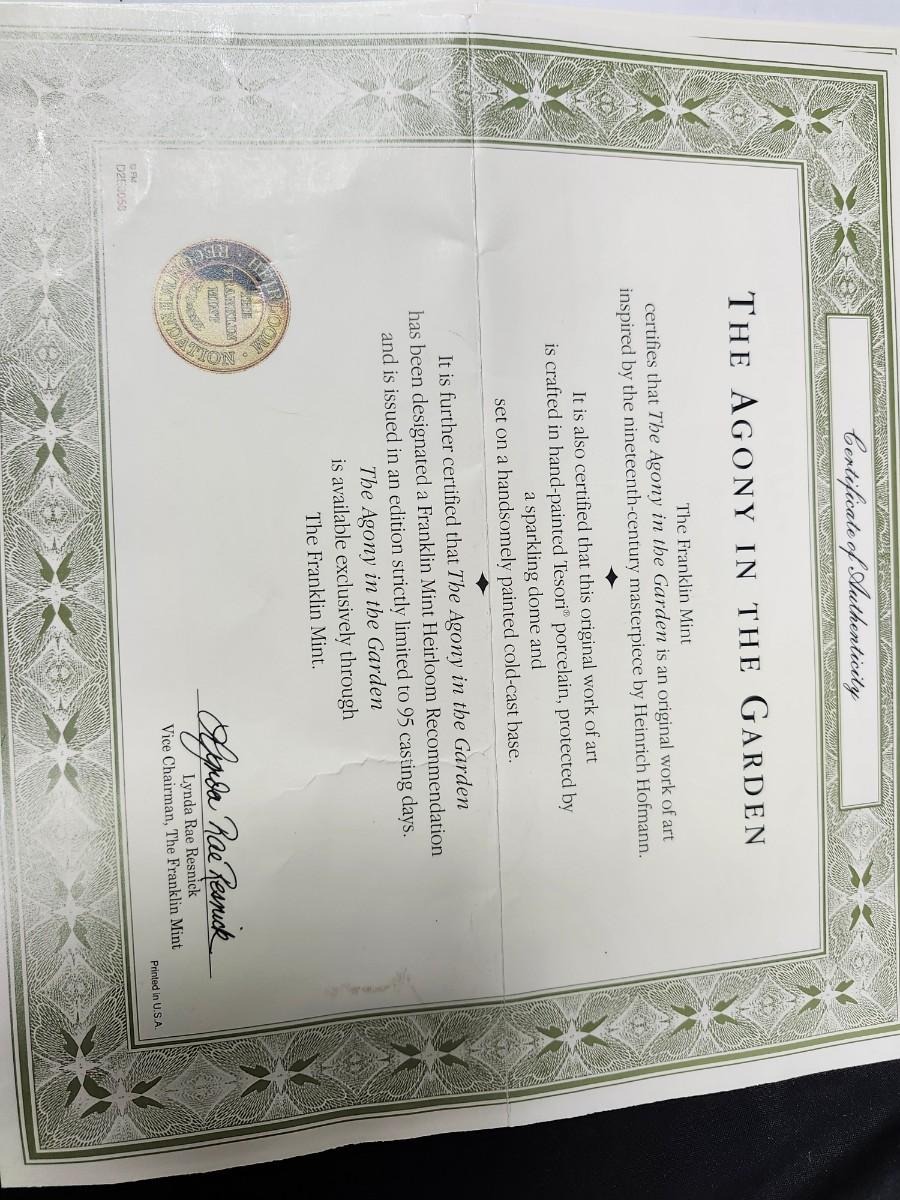 Certificate of Authenticity
THE AGONY IN THE GARDEN
The Franklin Mint
certifies that The Agony in the Garden is an original work of art
inspired by the nineteenth-century masterpiece by Heinrich Hofmann.
It is also certified that this original work of art
is crafted in hand-painted Tesori® porcelain, protected by
a sparkling dome and
set on a handsomely painted cold-cast base.
It is further certified that The Agony in the Garden
has been designated a Franklin Mint Heirloom Recommendation
and is issued in an edition strictly limited to 95 casting days.
The Agony in the Garden
is available exclusively through
The Franklin Mint.
HEIRLOOM · RECOMMENDATION ·
THE
FRANKLIN
MINT
Lynda Rae Resnick
Lynda Rae Resnick
Vice Chairman, The Franklin Mint
© FM
Printed in U.S.A.